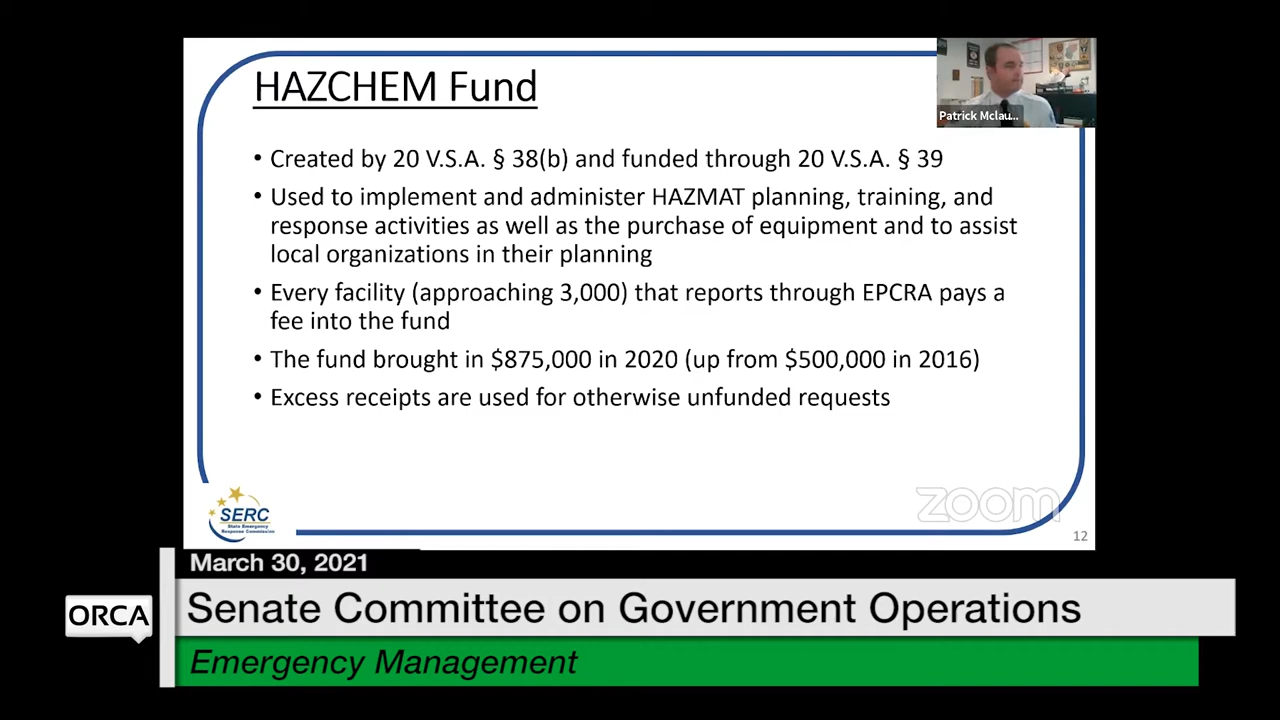 HAZCHEM Fund
Patrick Mclau...
• Created by 20 V.S.A. § 38(b) and funded through 20 V.S.A. § 39
• Used to implement and administer HAZMAT planning, training, and
response activities as well as the purchase of equipment and to assist
local organizations in their planning
• Every facility (approaching 3,000) that reports through EPCRA pays a
fee into the fund
• The fund brought in $875,000 in 2020 (up from $500,000 in 2016)
• Excess receipts are used for otherwise unfunded requests
SERC
State Emergency
Response Commission
zoom
12
March 30, 2021
ORCA
Senate Committee on Government Operations
Emergency Management